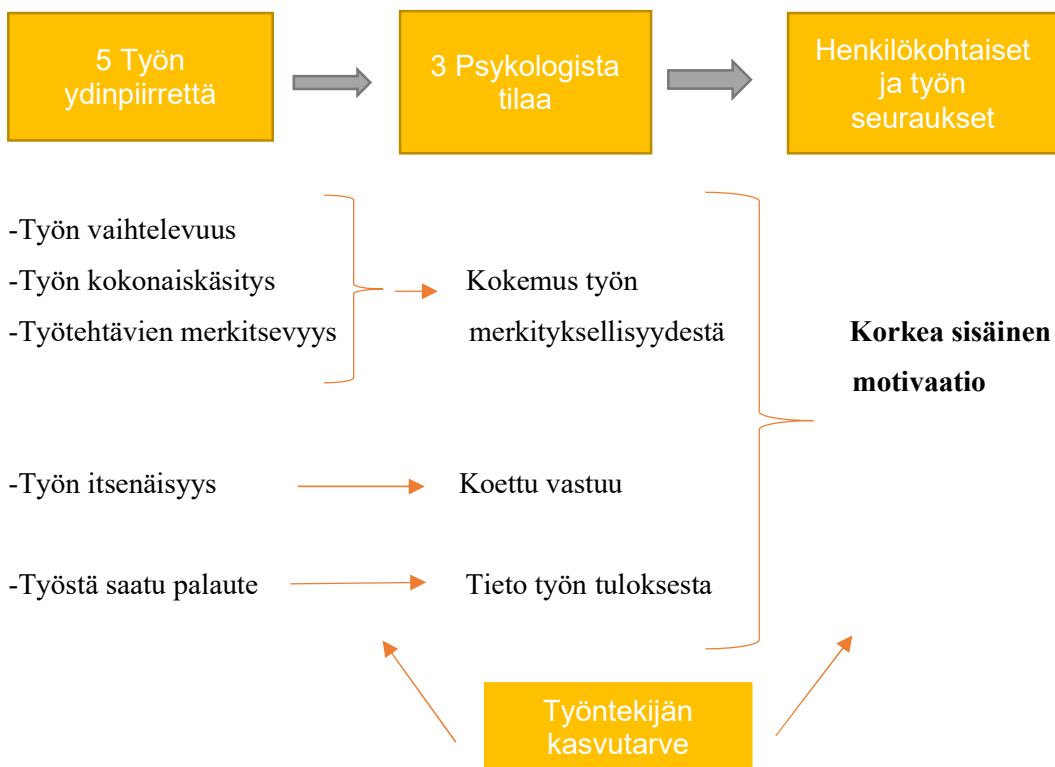 5 Työn
ydinpiirrettä
3 Psykologista
tilaa
Henkilökohtaiset
ja työn
seuraukset
-Työn vaihtelevuus
-Työn kokonaiskäsitys
-Työtehtävien merkitsevyys
Kokemus työn
merkityksellisyydestä
Korkea sisäinen
motivaatio
-Työn itsenäisyys
Koettu vastuu
-Työstä saatu palaute
Tieto työn tuloksesta
Työntekijän
kasvutarve